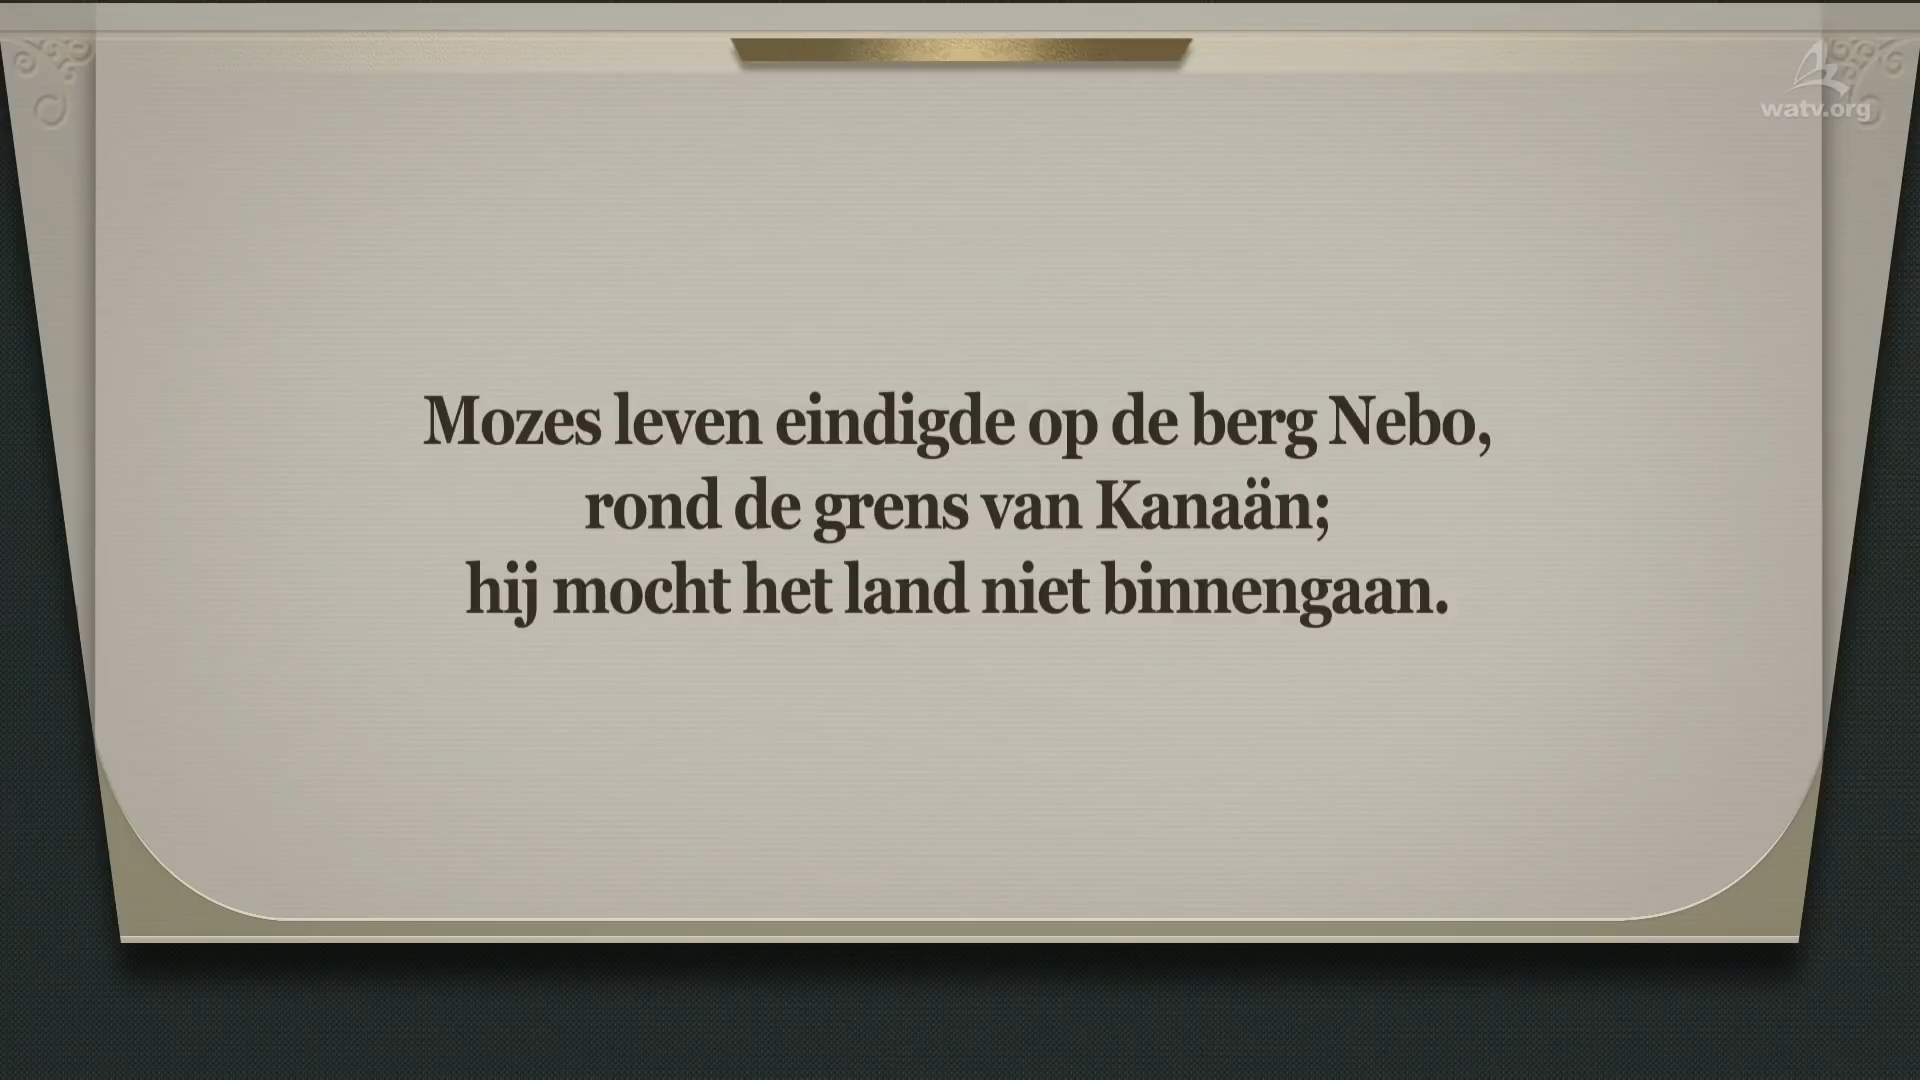 watv.org
Mozes leven eindigde op de berg Nebo,
rond de grens van Kanaän;
hij mocht het land niet binnengaan.